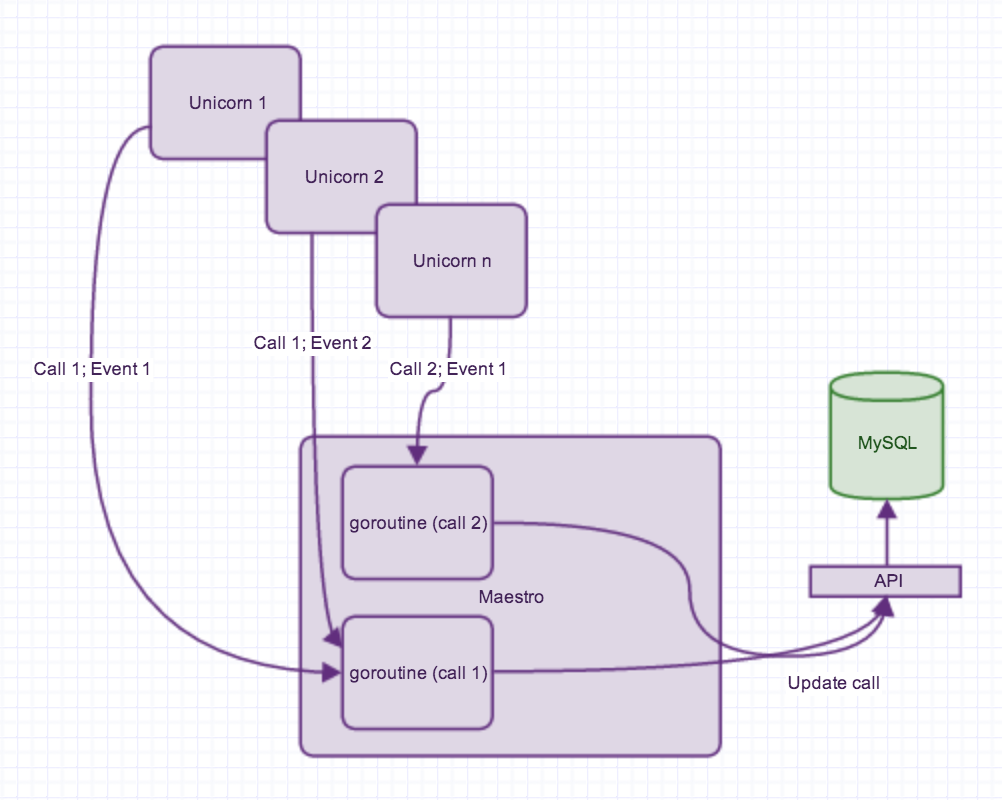 Unicorn 1
Unicorn 2
Unicorn n
Call 1; Event 2
Call 1; Event 1
Call 2; Event 1
MySQL
goroutine (call 2)
API
Maestro
goroutine (call 1)
Update call